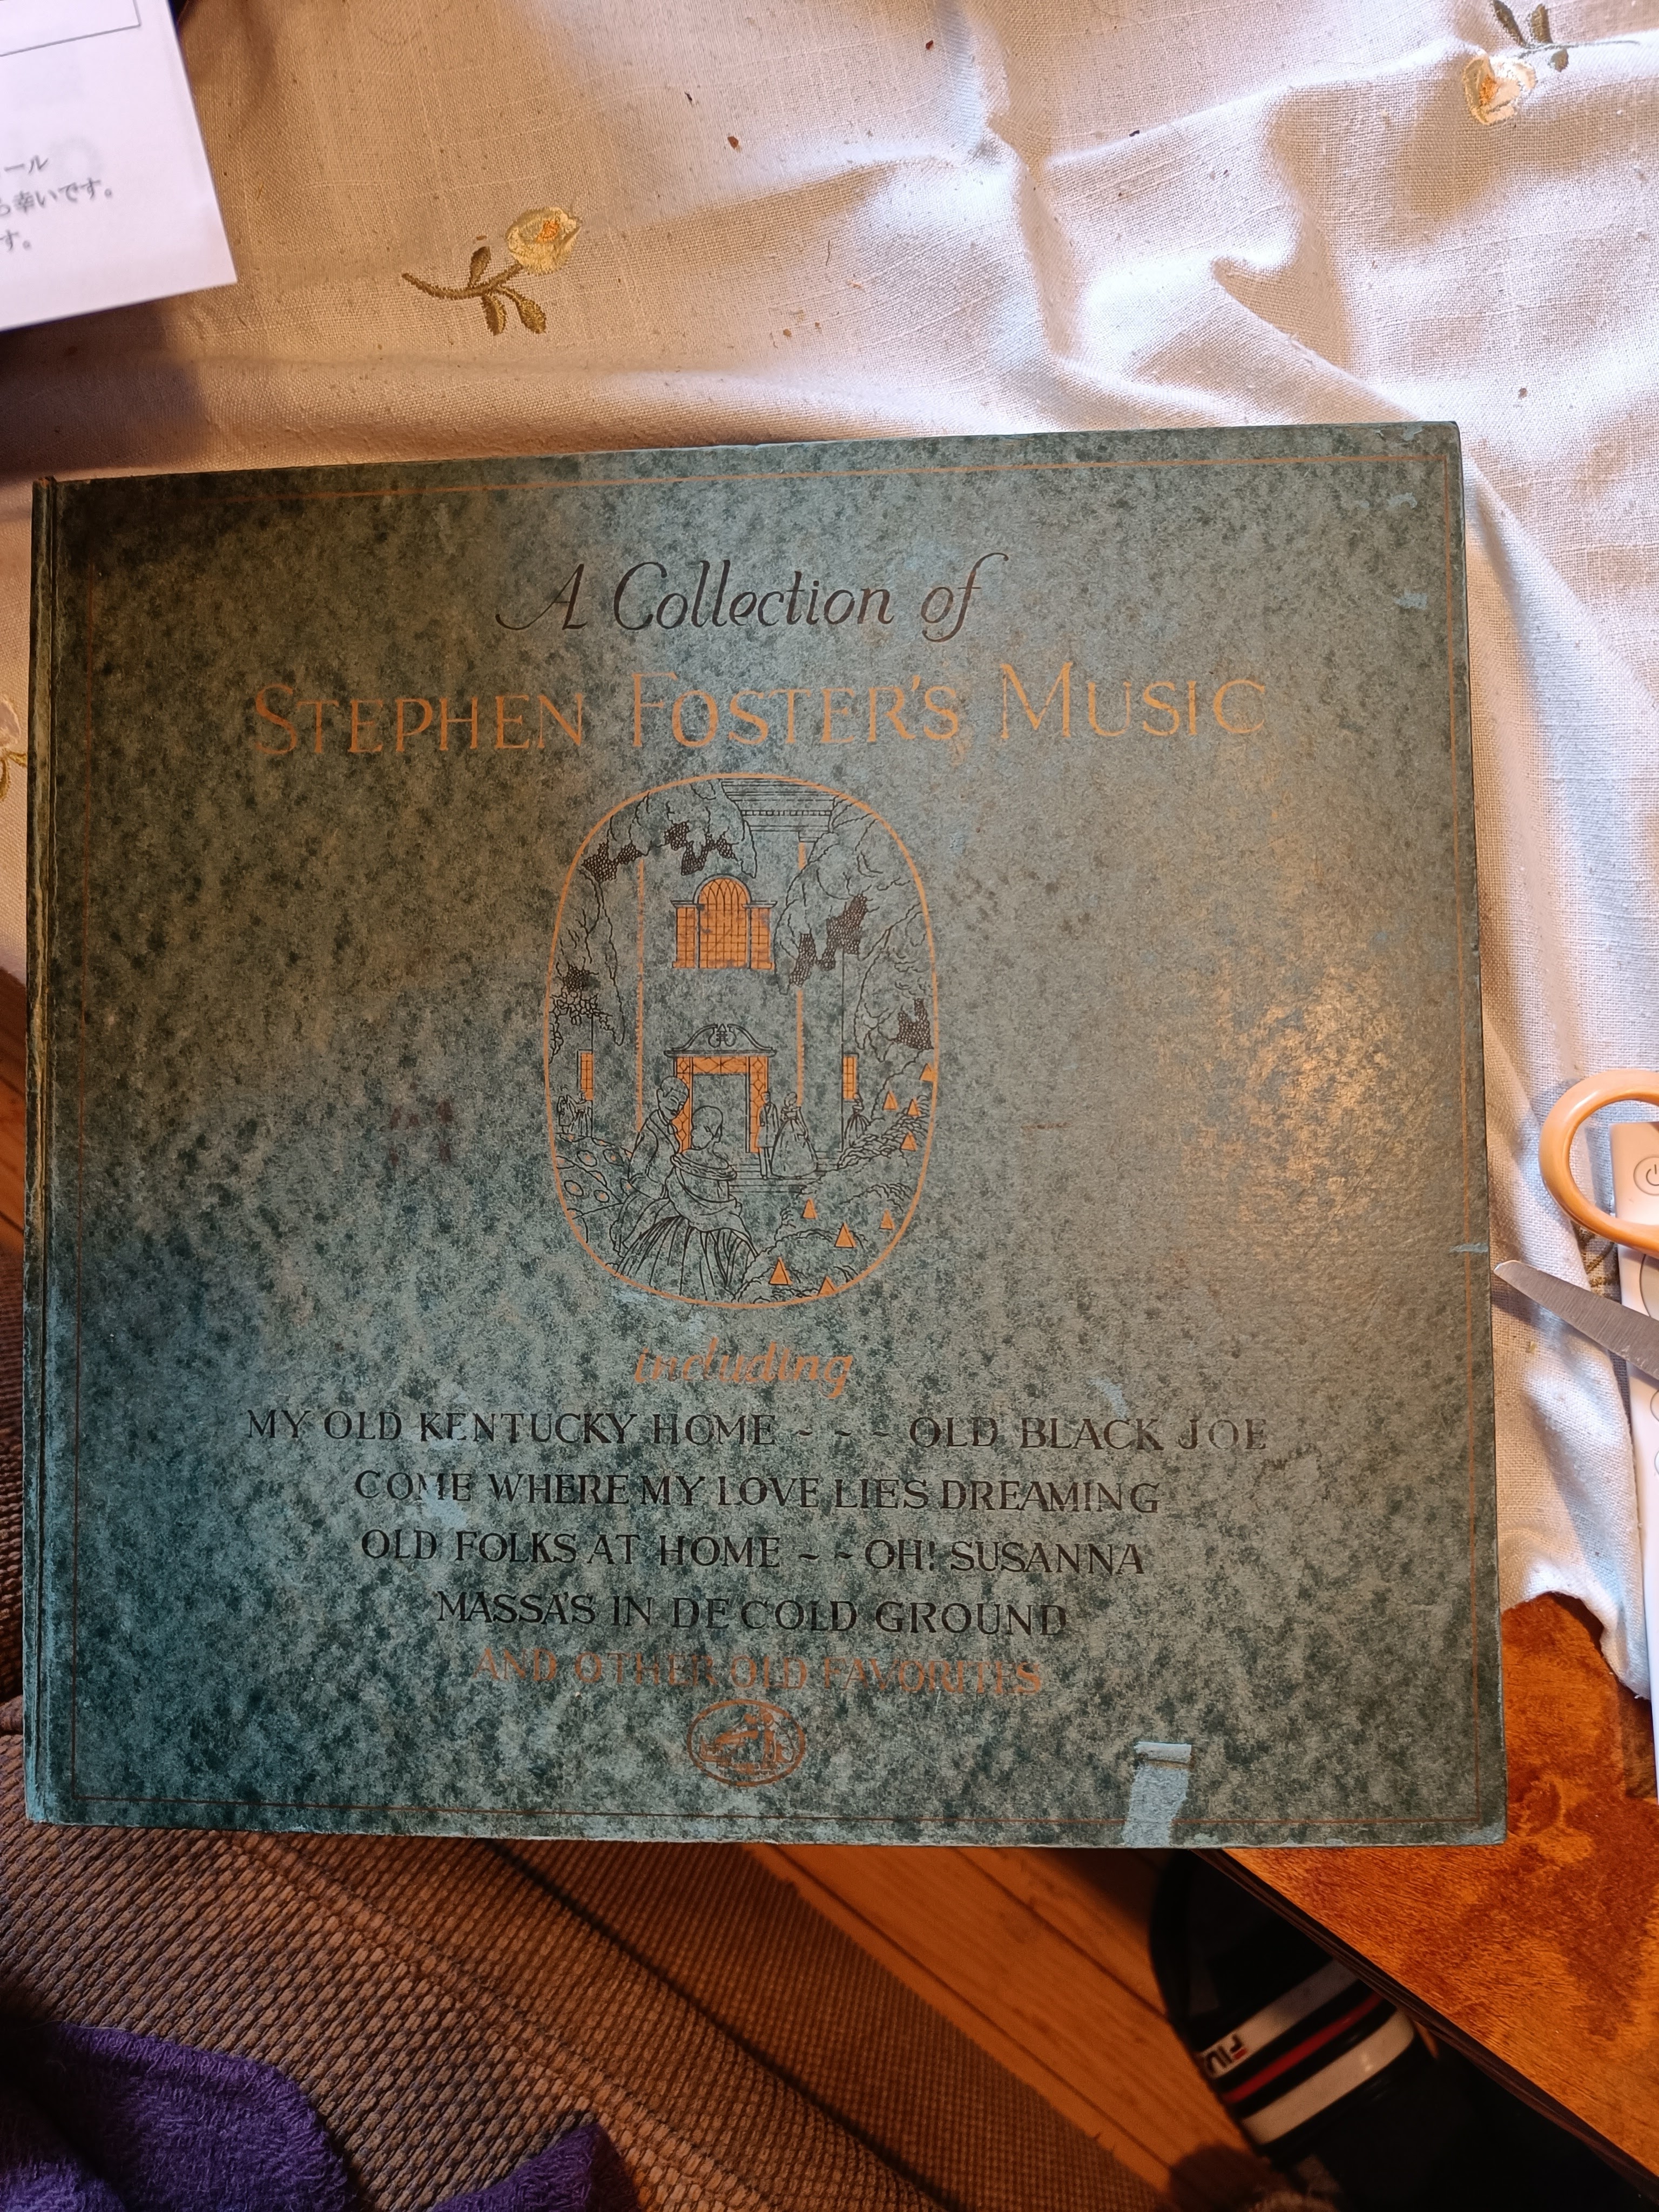 ール
幸いです。
す。
A Collection of
STEPHEN FOSTER'S MUSIC
including
MY OLD KENTUCKY HOME ~ ~ ~ OLD BLACK JOE
COME WHERE MY LOVE LIES DREAMING
OLD FOLKS AT HOME ~ ~ OH! SUSANNA
MASSA'S IN DE COLD GROUND
AND OTHER OLD FAVORITES
FILA